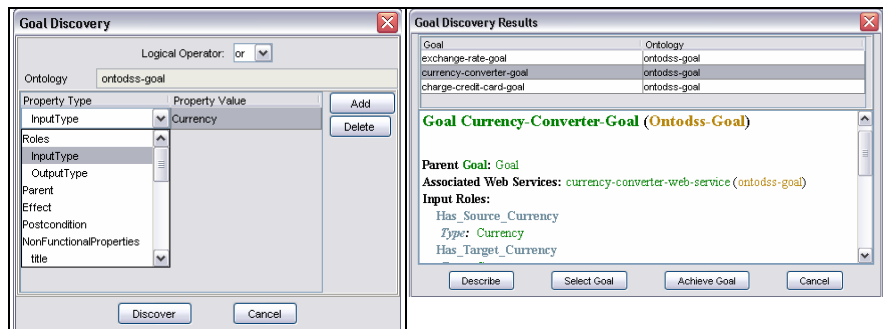 Goal Discovery
Logical Operator: or
Ontology ontodss-goal
Property Type Property Value
InputType Currency
Add
Delete
Roles
InputType
OutputType
Parent
Effect
Postcondition
NonFunctionalProperties
title
Discover Cancel
Goal Discovery Results
Goal Ontology
exchange-rate-goal ontodss-goal
currency-converter-goal ontodss-goal
charge-credit-card-goal ontodss-goal
Goal Currency-Converter-Goal (Ontodss-Goal)
Parent Goal: Goal
Associated Web Services: currency-converter-web-service (ontodss-goal)
Input Roles:
Has_Source_Currency
Type: Currency
Has_Target_Currency
Describe Select Goal Achieve Goal Cancel